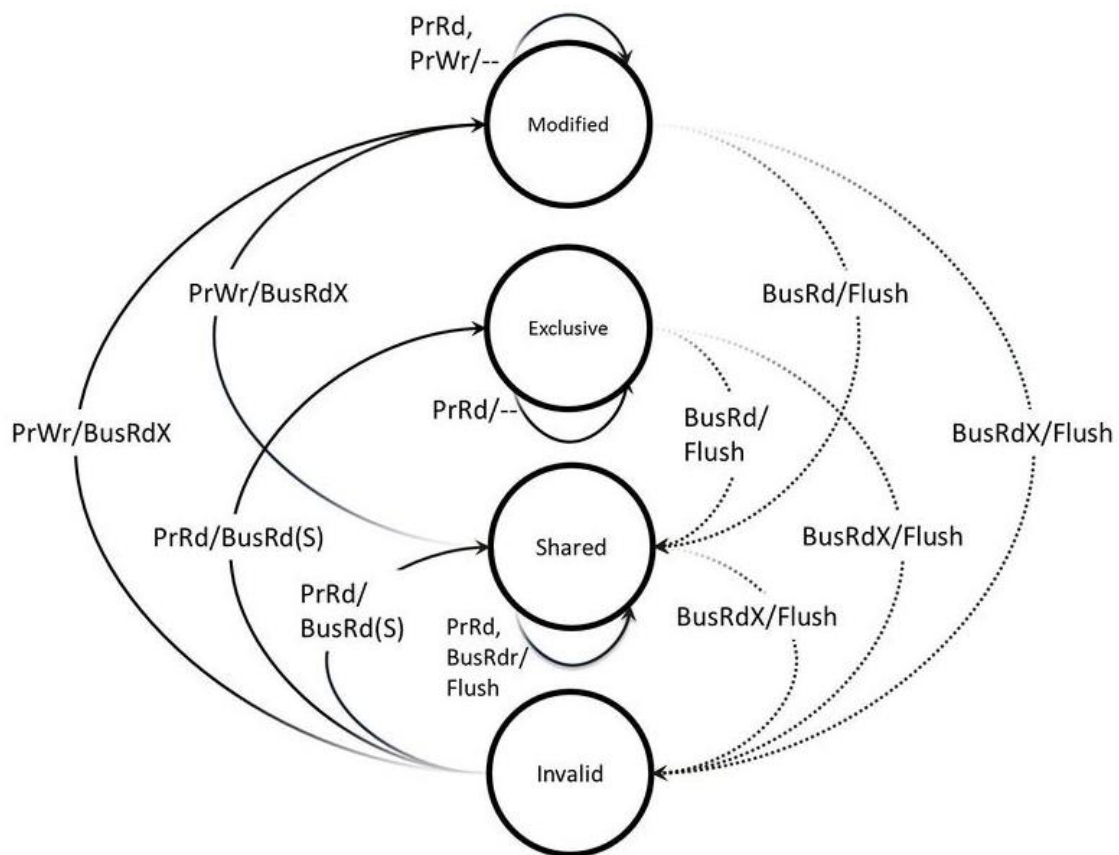 PrRd,
PrWr/--
Modified
PrWr/BusRdX
BusRd/Flush
Exclusive
PrRd/--
BusRd/
Flush
PrWr/BusRdX
BusRdX/Flush
PrRd/BusRd(S)
Shared
BusRdX/Flush
PrRd/
BusRd(S)
PrRd,
BusRdr/
Flush
BusRdX/Flush
Invalid